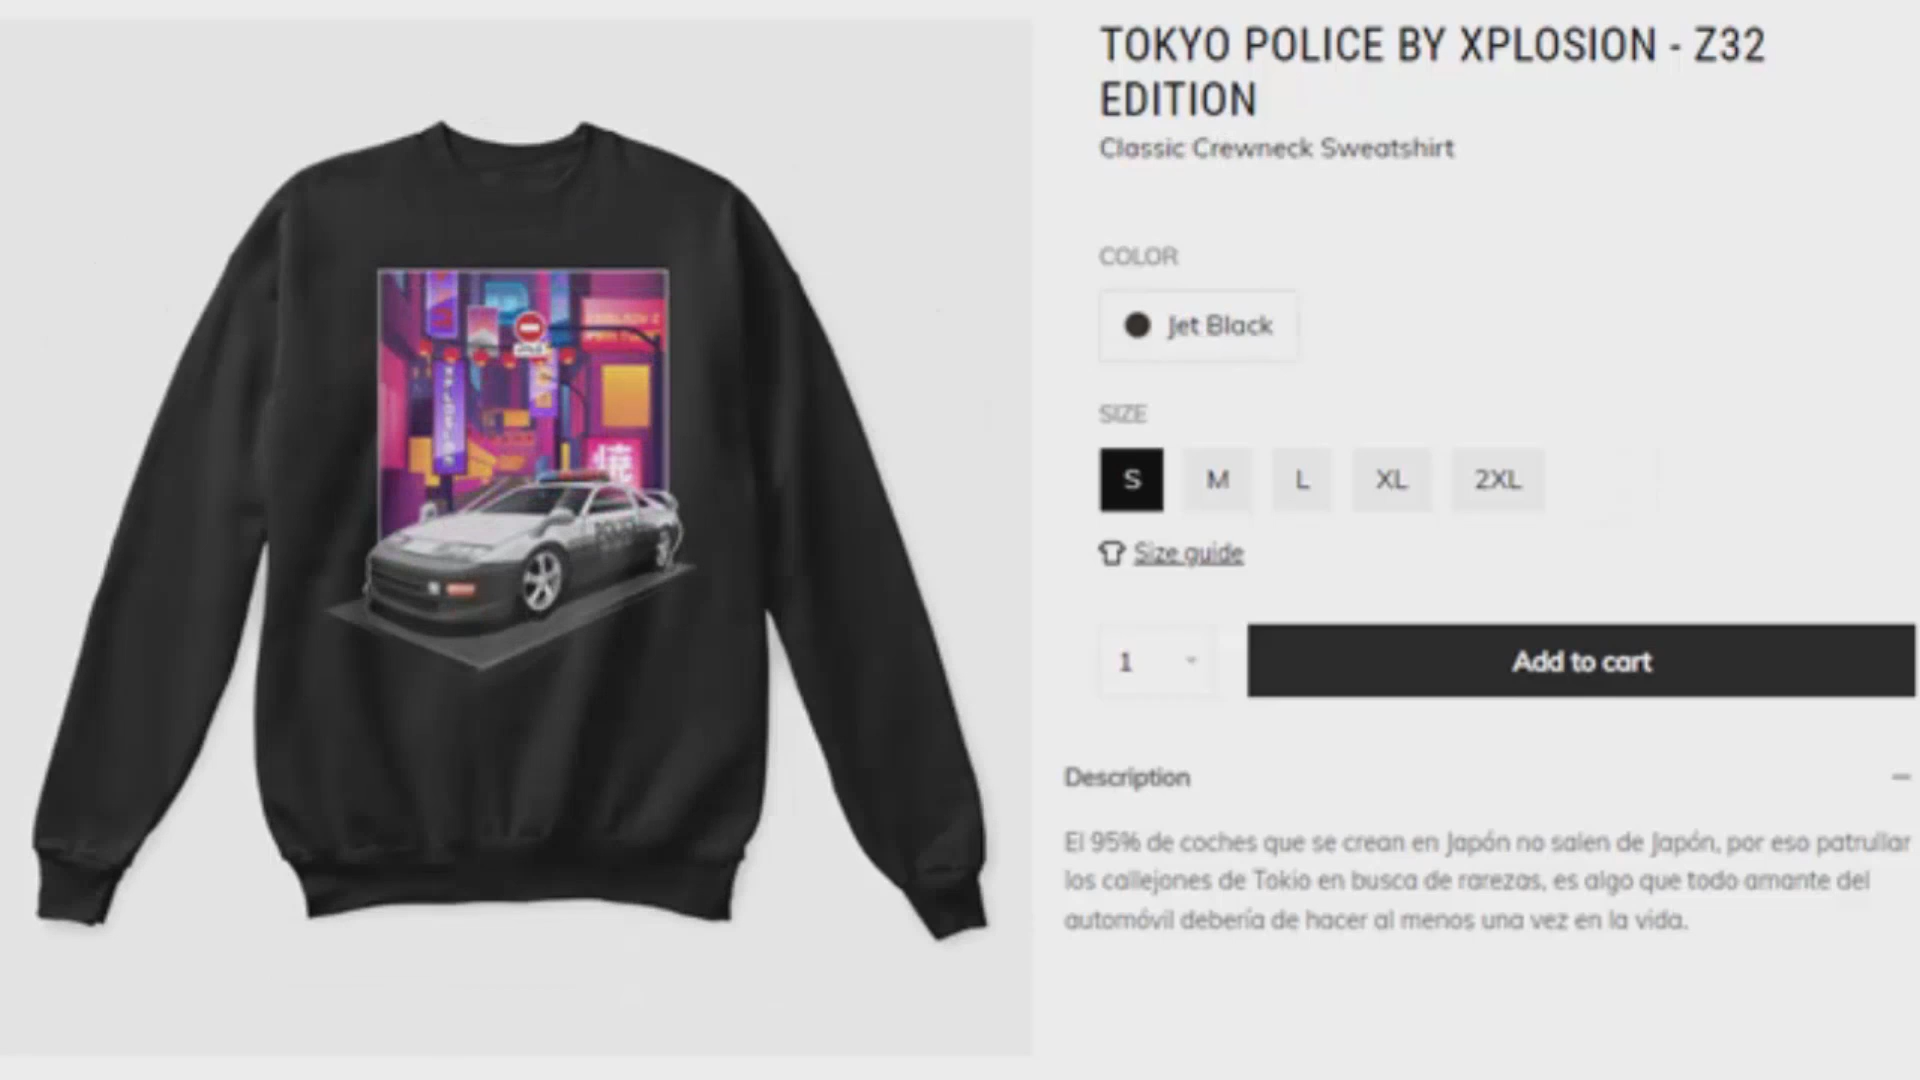 TOKYO POLICE BY XPLOSION - Z32
EDITION
Classic Crewneck Sweatshirt
COLOR
Jet Black
SIZE
S M L XL 2XL
Size guide
1
Add to cart
Description
El 95% de coches que se crean en Japón no salen de Japón, por eso patrullar
los callejones de Tokio en busca de rarezas, es algo que todo amante del
automóvil debería de hacer al menos una vez en la vida.
XPLOSION
POLICE